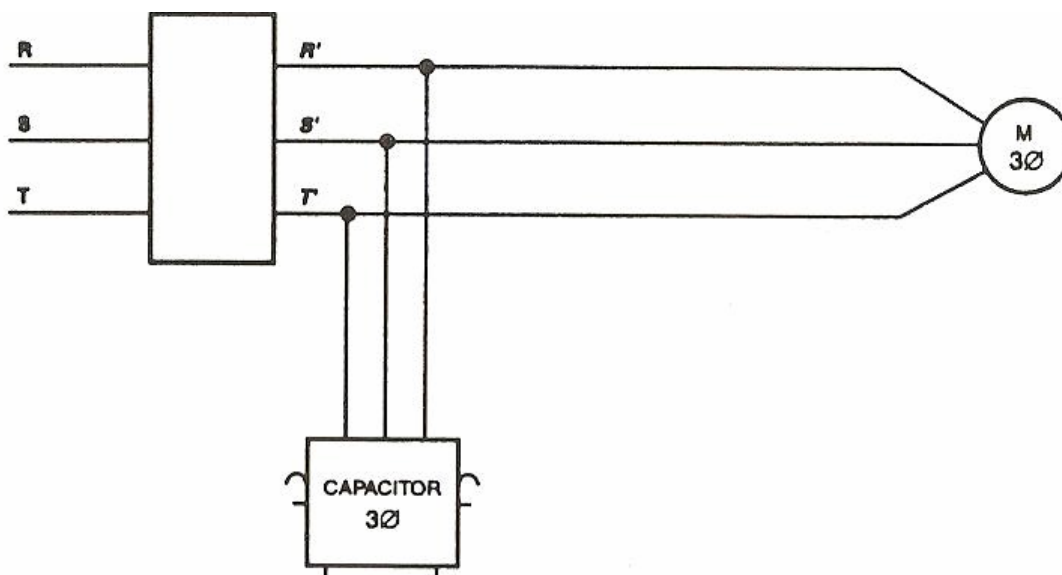 R R'
S S'
T T'
M
3Ø
CAPACITOR
3Ø